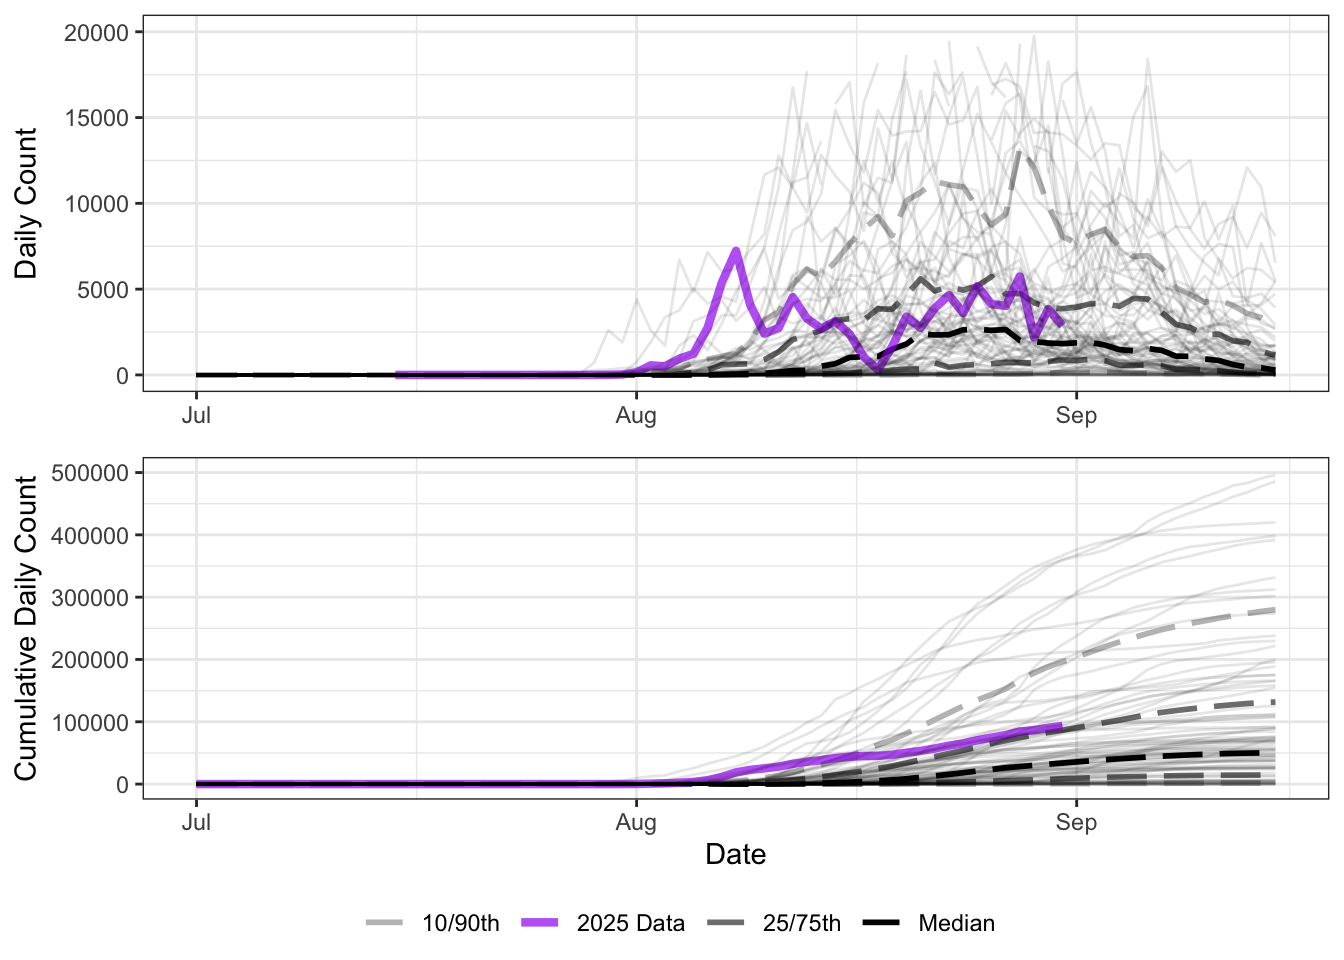 Daily Count
20000
15000
10000
5000
0
Jul Aug Sep
Cumulative Daily Count
500000
400000
300000
200000
100000
0
Jul Aug Sep
Date
10/90th 2025 Data 25/75th Median